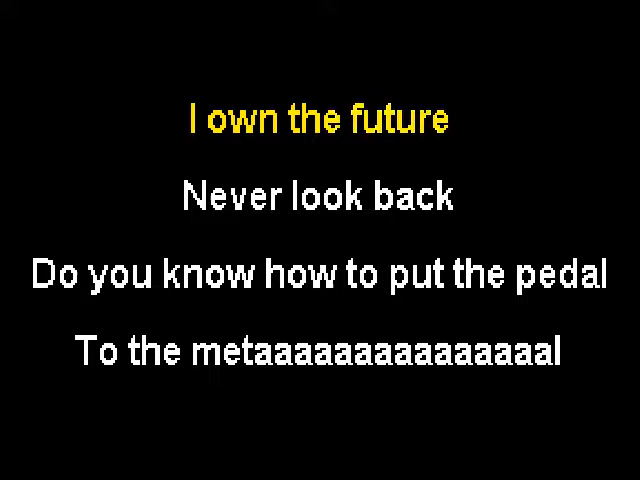 I own the future
Never look back
Do you know how to put the pedal
To the metaaaaaaaaaaaaaaal